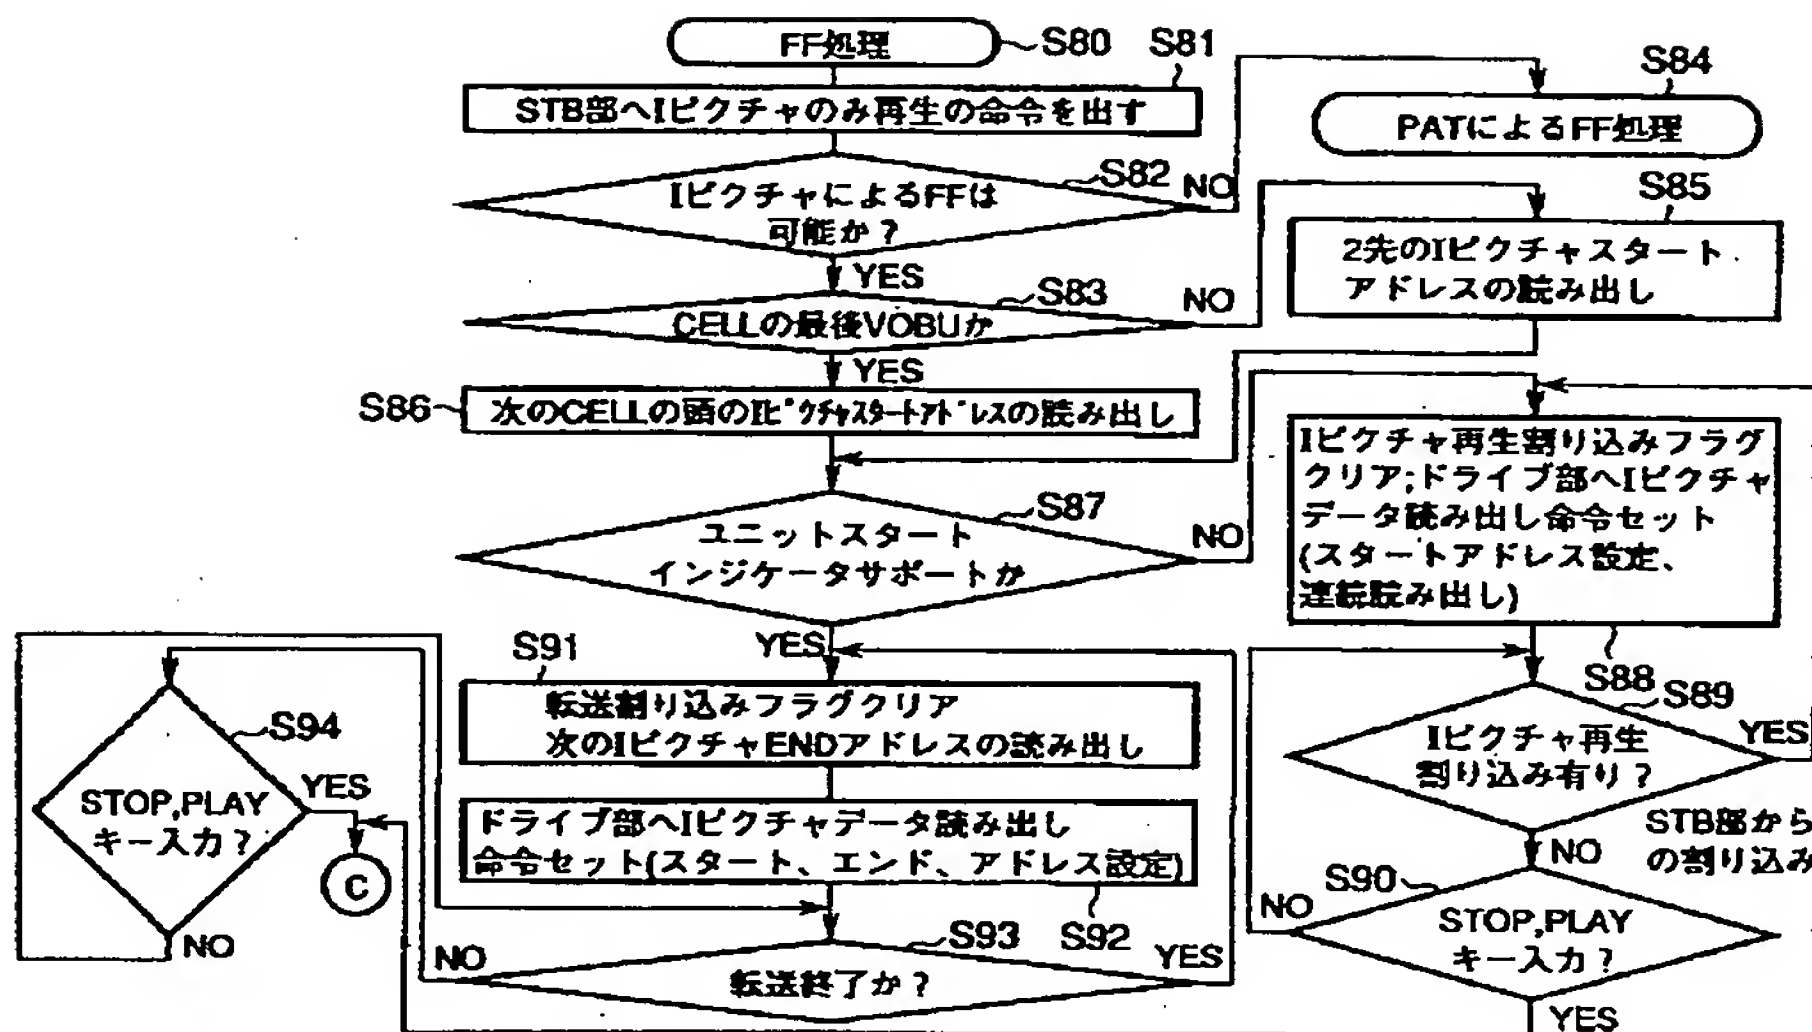 FF処理
S80
S81
STB部へIピクチャのみ再生の命令を出す
S84
PATによるFF処理
S82
NO
IピクチャによるFFは
可能か?
YES
S85
2先のIピクチャスタート
アドレスの読み出し
S83
NO
CELLの最後VOBUか
YES
S86
次のCELLの頭のIピクチャスタートアドレスの読み出し
Iピクチャ再生割り込みフラグ
クリア;ドライブ部へIピクチャ
データ読み出し命令セット
(スタートアドレス設定、
連続読み出し)
S87
NO
ユニットスタート
インジケータサポートか
YES
S88
S91
転送割り込みフラグクリア
次のIピクチャENDアドレスの読み出し
S89
YES
Iピクチャ再生
割り込み有り?
S94
YES
STOP,PLAY
キー入力?
NO
C
ドライブ部へIピクチャデータ読み出し
命令セット(スタート、エンド、アドレス設定)
STB部から
の割り込み
NO
S90
NO
STOP,PLAY
キー入力?
YES
S93
S92
NO
YES
転送終了か?